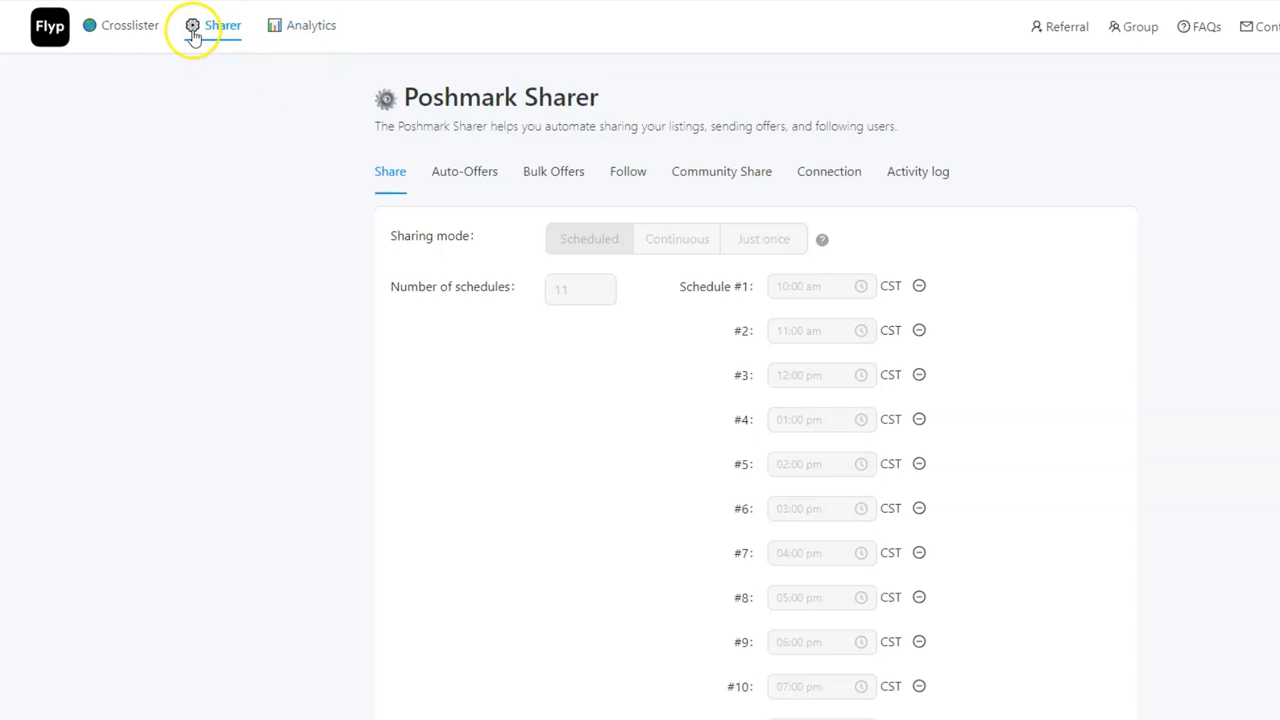 Flyp Crosslister Sharer Analytics Referral Group FAQs Cont
Poshmark Sharer
The Poshmark Sharer helps you automate sharing your listings, sending offers, and following users.
Share Auto-Offers Bulk Offers Follow Community Share Connection Activity log
Sharing mode: Scheduled Continuous Just once ?
Number of schedules: 11 Schedule #1: 10:00 am CST
#2: 11:00 am CST
#3: 12:00 pm CST
#4: 01:00 pm CST
#5: 02:00 pm CST
#6: 03:00 pm CST
#7: 04:00 pm CST
#8: 05:00 pm CST
#9: 06:00 pm CST
#10: 07:00 pm CST